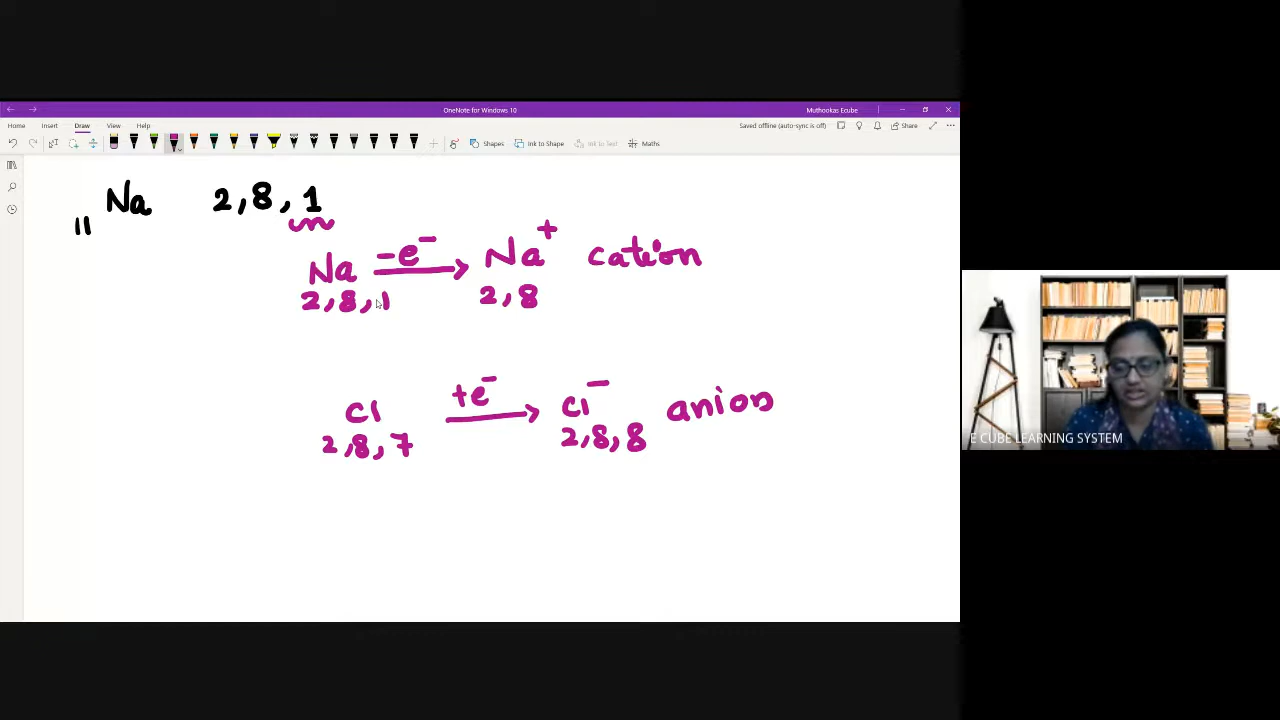 OneNote for Windows 10
Muthookas Ecube
Home Insert Draw View Help
Saved offline (auto-sync is off) Share
Shapes Ink to Shape Ink to Text Maths
11 Na 2,8,1
Na -e⁻ → Na⁺ cation
2,8,1 2,8
Cl +e⁻ → Cl⁻ anion
2,8,7 2,8,8
E CUBE LEARNING SYSTEM